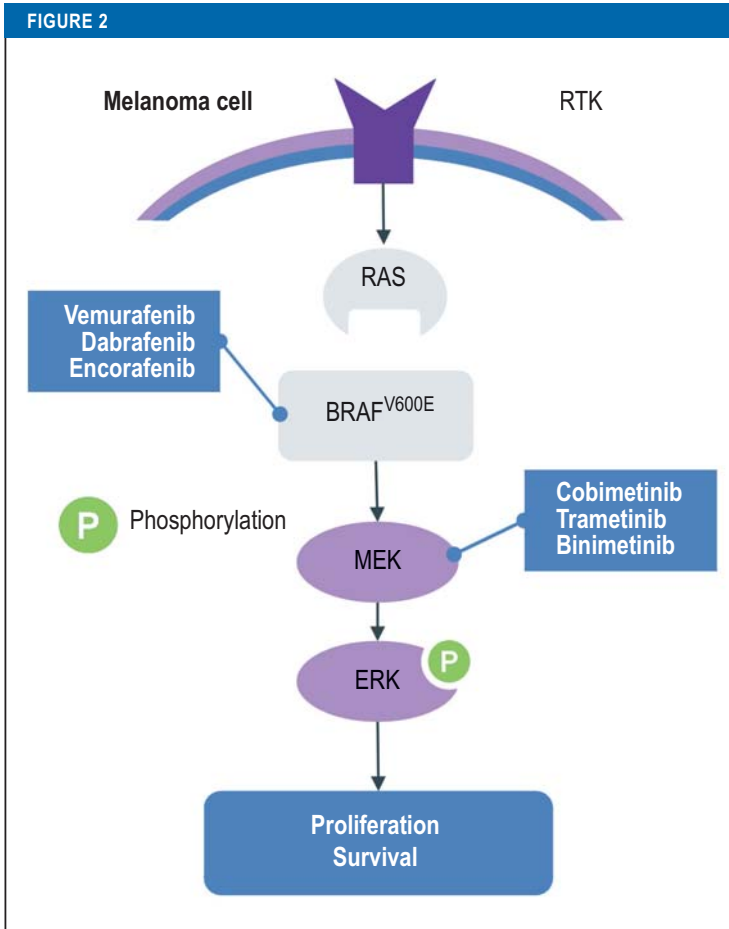 FIGURE 2
Melanoma cell
RTK
RAS
Vemurafenib
Dabrafenib
Encorafenib
BRAFV600E
P
Phosphorylation
Cobimetinib
Trametinib
Binimetinib
MEK
ERK
P
Proliferation
Survival